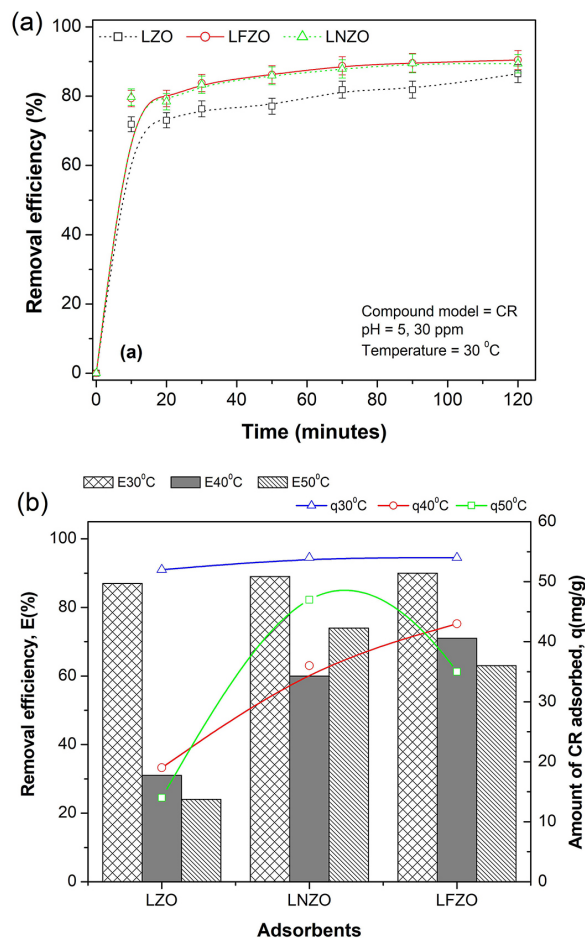 (a)
LZO LFZO LNZO
100
80
60
40
20
0
Removal efficiency (%)
Compound model = CR
pH = 5, 30 ppm
Temperature = 30 ⁰C
(a)
0 20 40 60 80 100 120
Time (minutes)
(b)
E30⁰C E40⁰C E50⁰C
q30⁰C q40⁰C q50⁰C
100
80
60
40
20
0
Removal efficiency, E(%)
60
50
40
30
20
10
0
Amount of CR adsorbed, q(mg/g)
LZO LNZO LFZO
Adsorbents